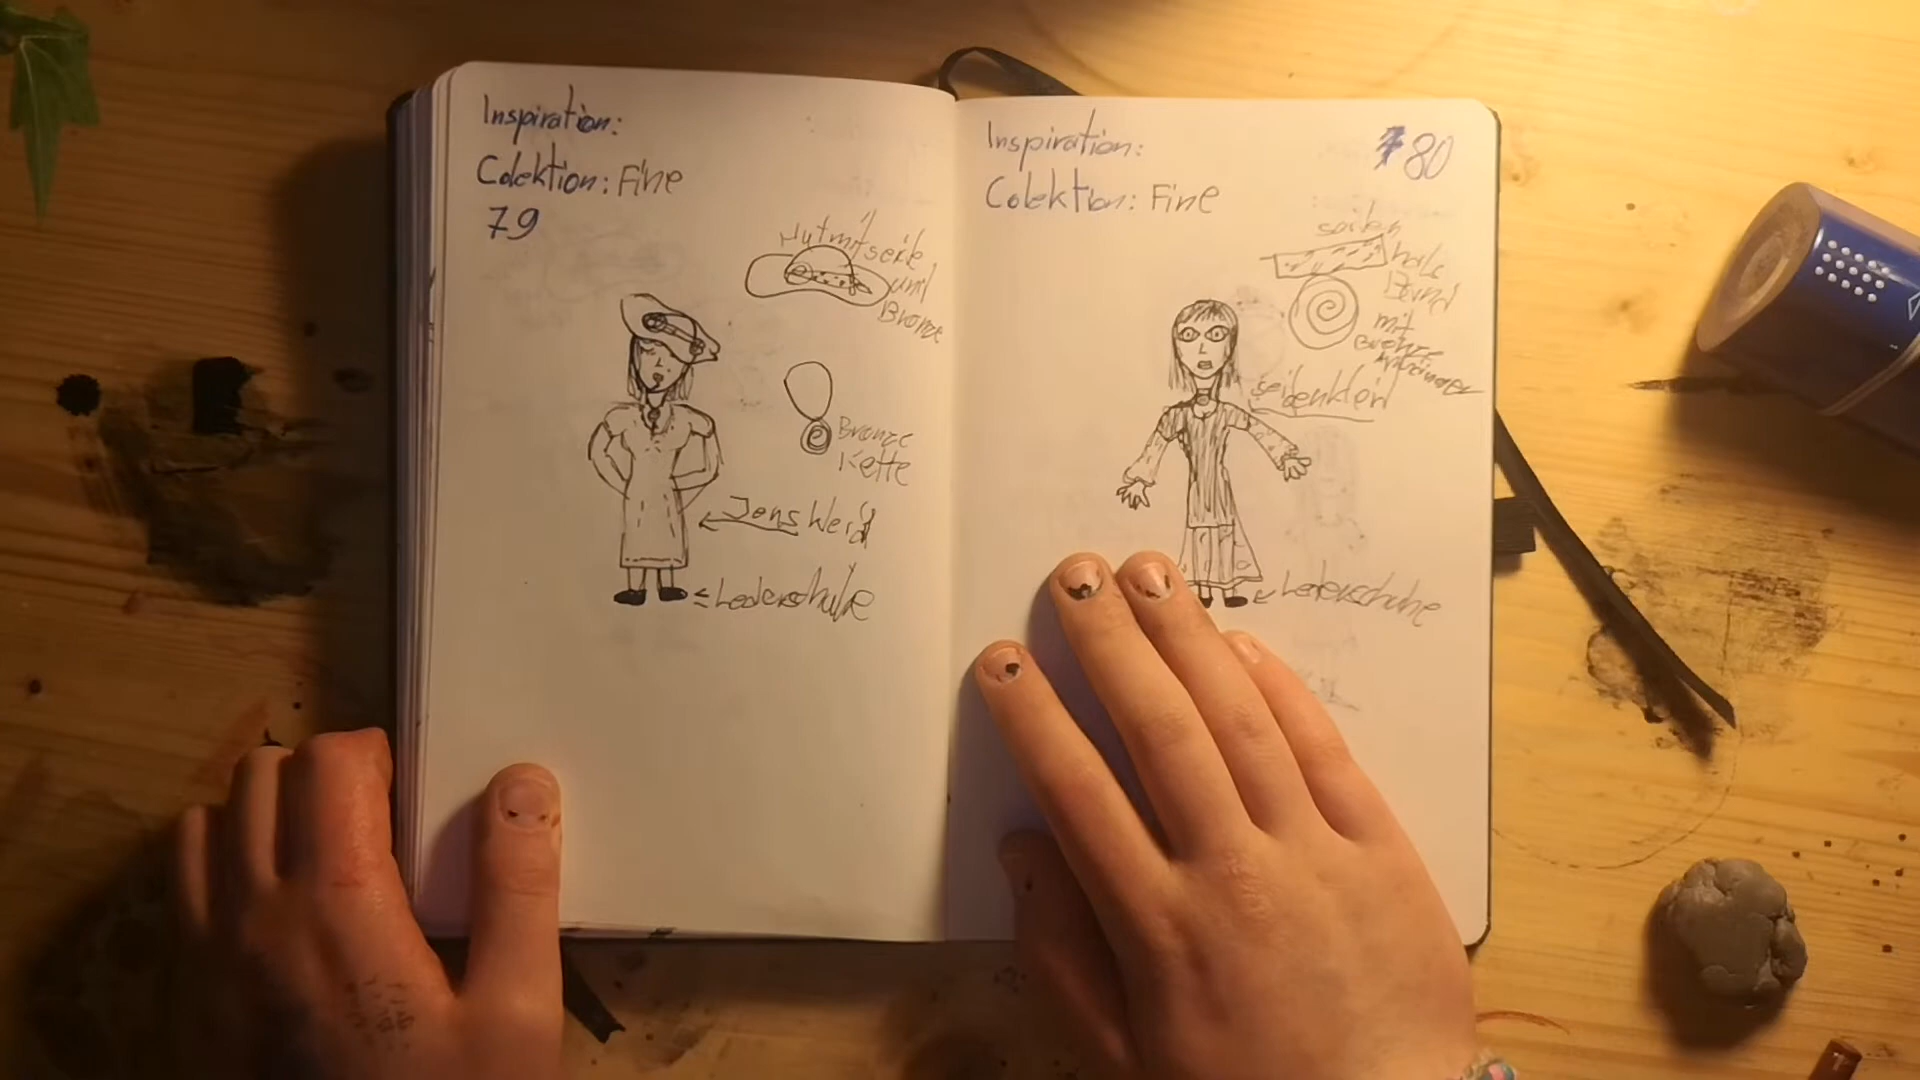 Inspiration:
Colektion: Fine
79
Hut mit seide
und
Bronze
Bronze
Kette
Jens kleid
Lederschuhe
Inspiration:
80
Colektion: Fine
seiden
hals
Band
mit
Bronze
seidenkleid
Lederschuhe